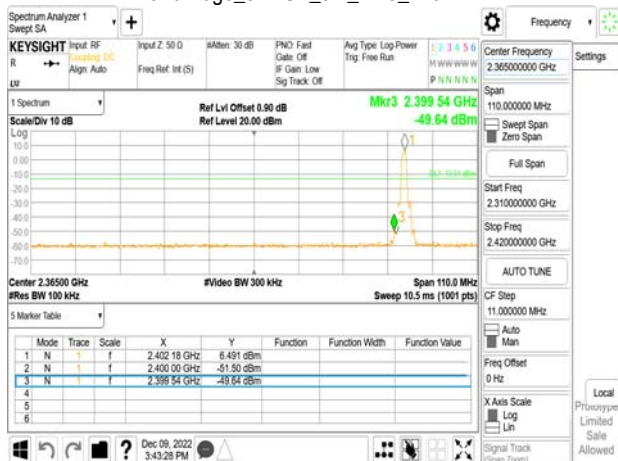 Spectrum Analyzer 1
Swept SA
+
Frequency
KEYSIGHT
R
Input: RF
Coupling: DC
Align: Auto
Input Z: 50 Ω
Freq Ref: Int (S)
#Atten: 30 dB
PNO: Fast
Gate: Off
IF Gain: Low
Sig Track: Off
Avg Type: Log-Power
Trig: Free Run
1 2 3 4 5 6
M W W W W W
P N N N N N
Center Frequency
2.365000000 GHz
Settings
Span
110.000000 MHz
Swept Span
Zero Span
Full Span
Start Freq
2.310000000 GHz
Stop Freq
2.420000000 GHz
AUTO TUNE
CF Step
11.000000 MHz
Auto
Man
Freq Offset
0 Hz
X Axis Scale
Log
Lin
Signal Track
(Span Zoom)
Local
Prototype
Limited
Sale
Allowed
1 Spectrum
Scale/Div 10 dB
Log
Ref Lvl Offset 0.90 dB
Ref Level 20.00 dBm
Mkr3 2.399 54 GHz
-49.64 dBm
10.0
0.00
-10.0
-20.0
-30.0
-40.0
-50.0
-60.0
-70.0
1
3
Center 2.36500 GHz
#Res BW 100 kHz
#Video BW 300 kHz
Span 110.0 MHz
Sweep 10.5 ms (1001 pts)
5 Marker Table
Mode Trace Scale X Y Function Function Width Function Value
1 N 1 f 2.402 18 GHz 6.491 dBm
2 N 1 f 2.400 00 GHz -51.50 dBm
3 N 1 f 2.399 54 GHz -49.64 dBm
4
5
6
?
Dec 09, 2022
3:43:28 PM